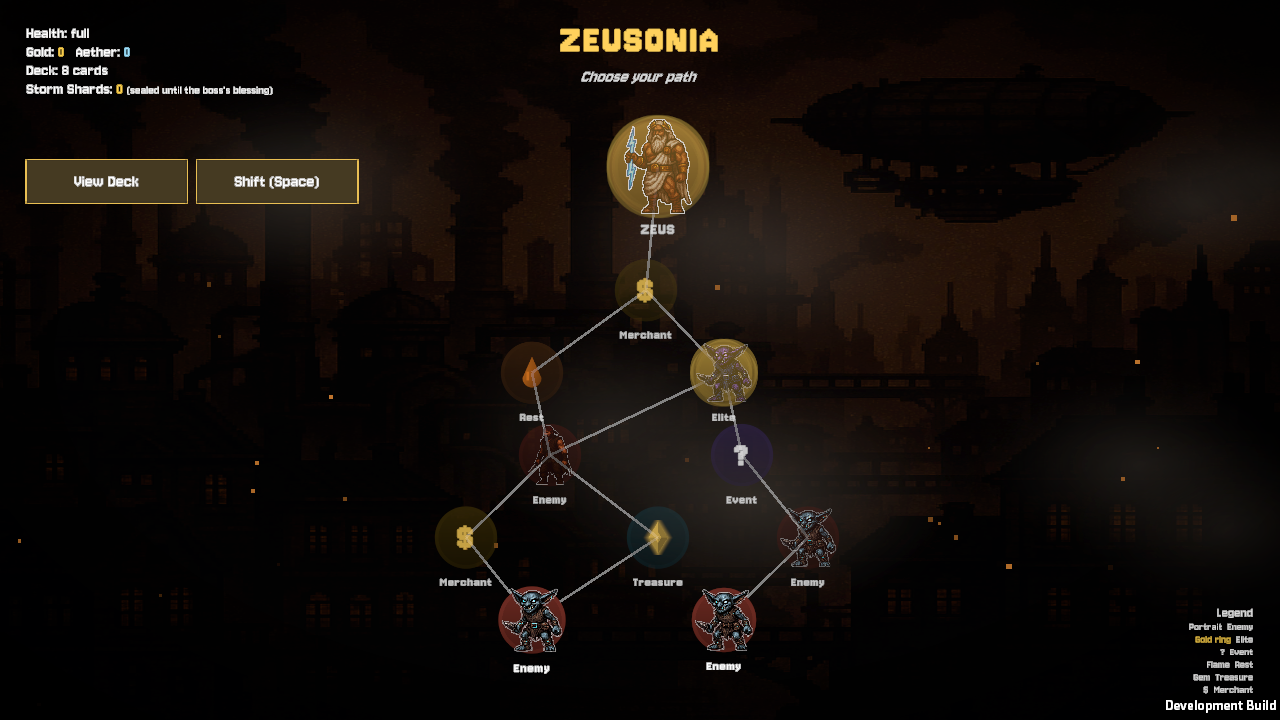 Health: full
Gold: 0 Aether: 0
Deck: 8 cards
Storm Shards: 0 (sealed until the boss's blessing)
ZEUSONIA
Choose your path
View Deck
Shift (Space)
ZEUS
$
Merchant
Rest
Elite
Enemy
?
Event
$
Merchant
Treasure
Enemy
Enemy
Enemy
Legend
Portrait Enemy
Gold ring Elite
? Event
Flame Rest
Gem Treasure
$ Merchant
Development Build